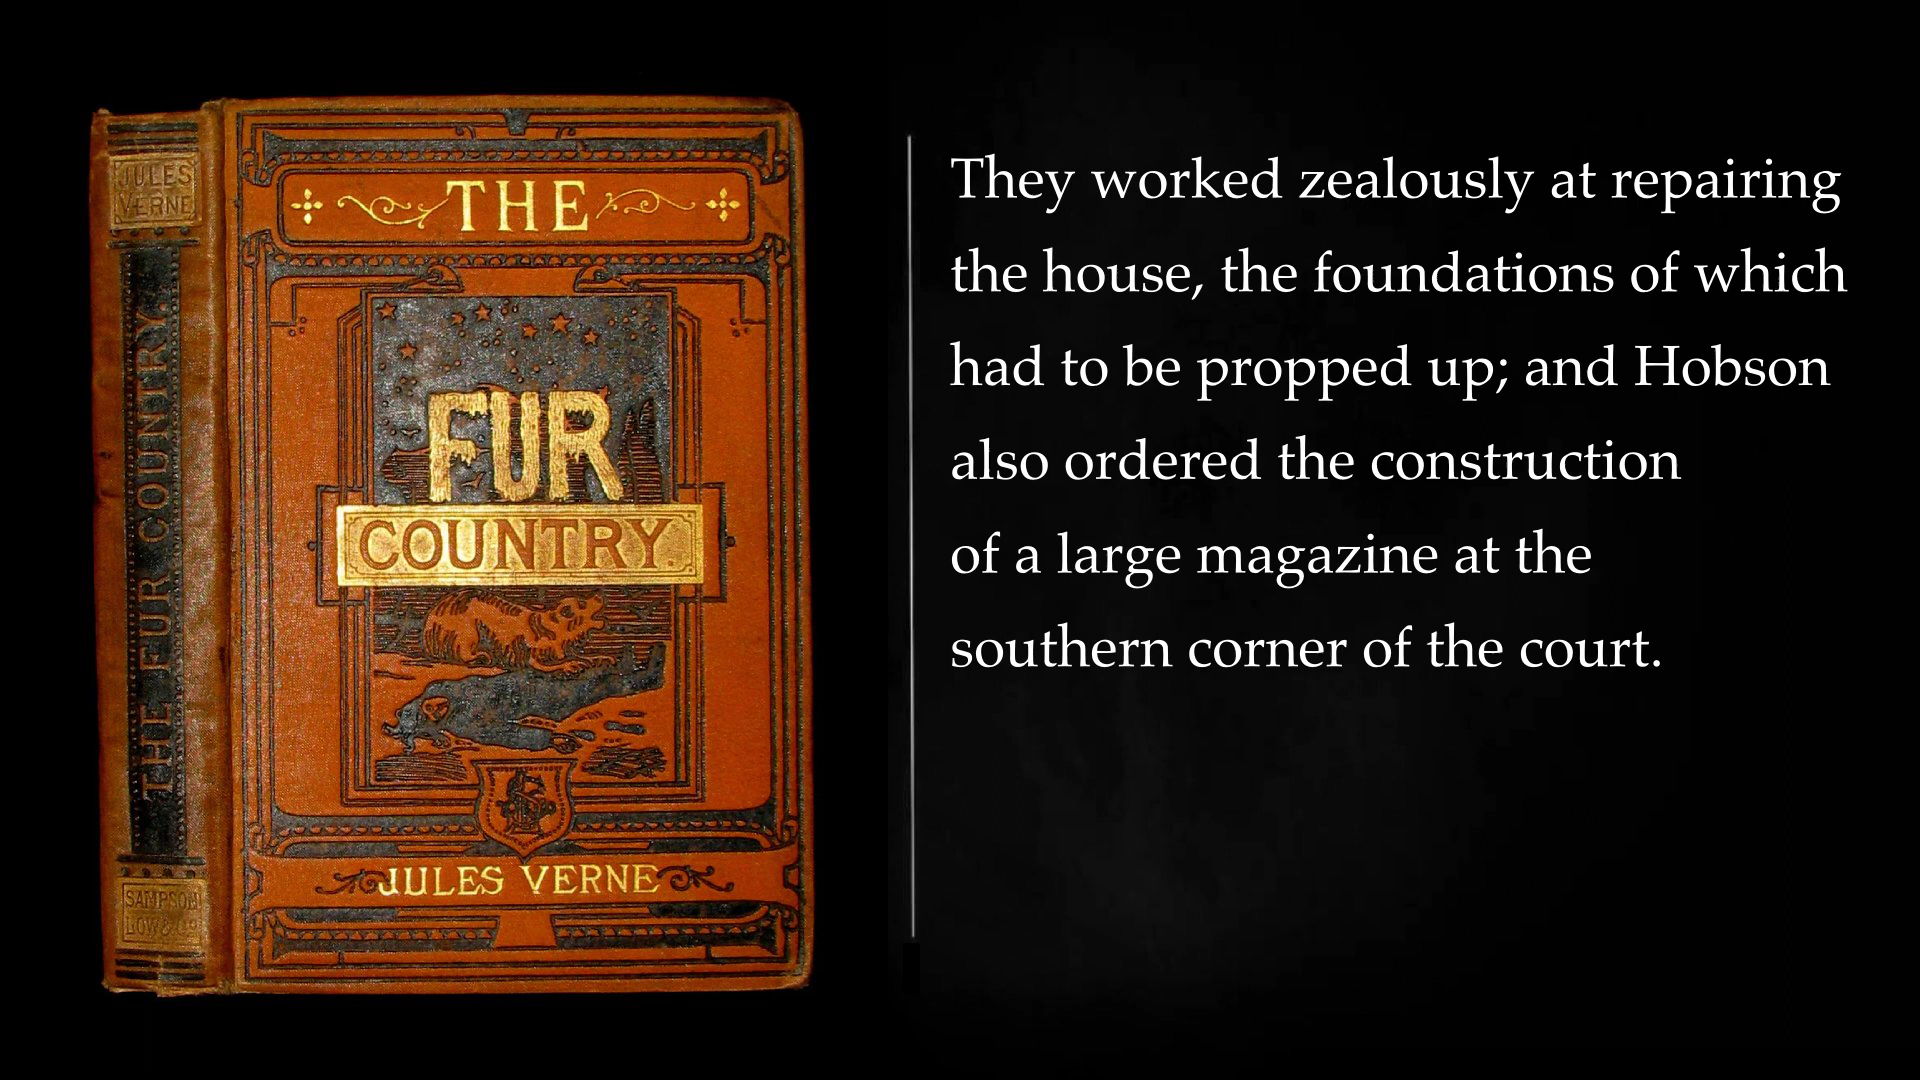 JULES
VERNE
THE FUR COUNTRY.
SAMPSON
LOW & Co
THE
FUR
COUNTRY.
JULES VERNE
They worked zealously at repairing
the house, the foundations of which
had to be propped up; and Hobson
also ordered the construction
of a large magazine at the
southern corner of the court.